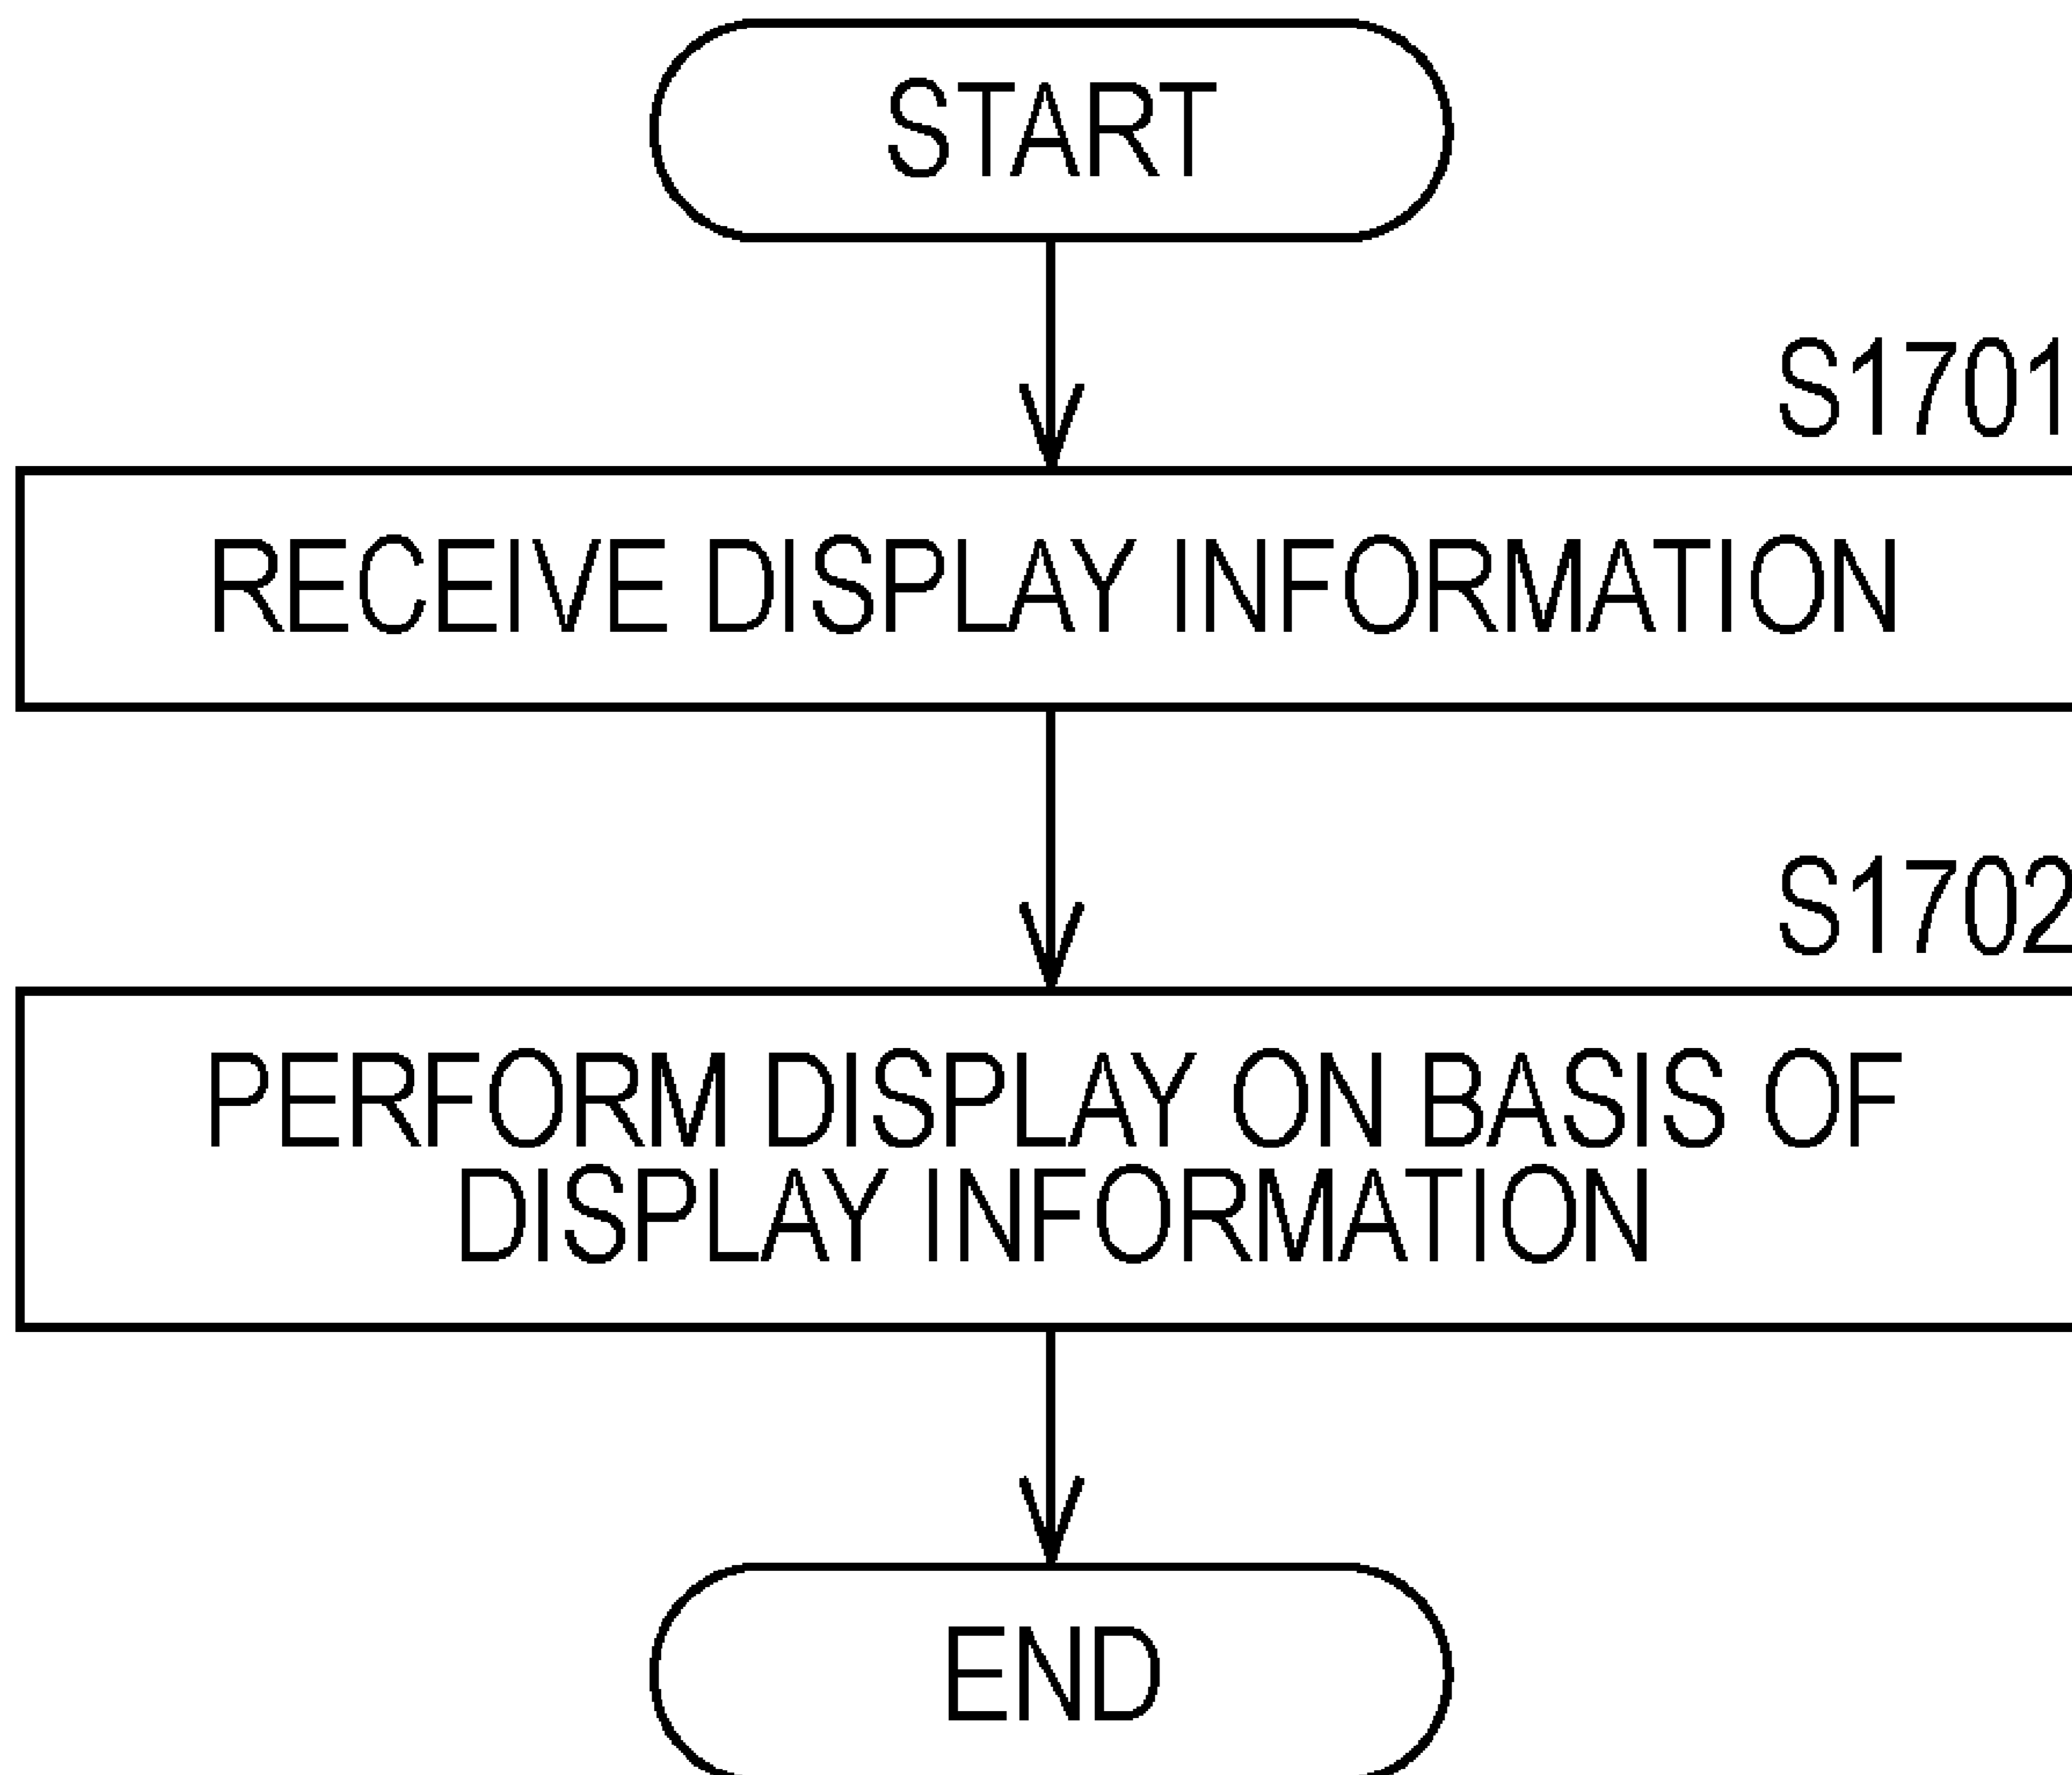 START
S1701
RECEIVE DISPLAY INFORMATION
S1702
PERFORM DISPLAY ON BASIS OF
DISPLAY INFORMATION
END